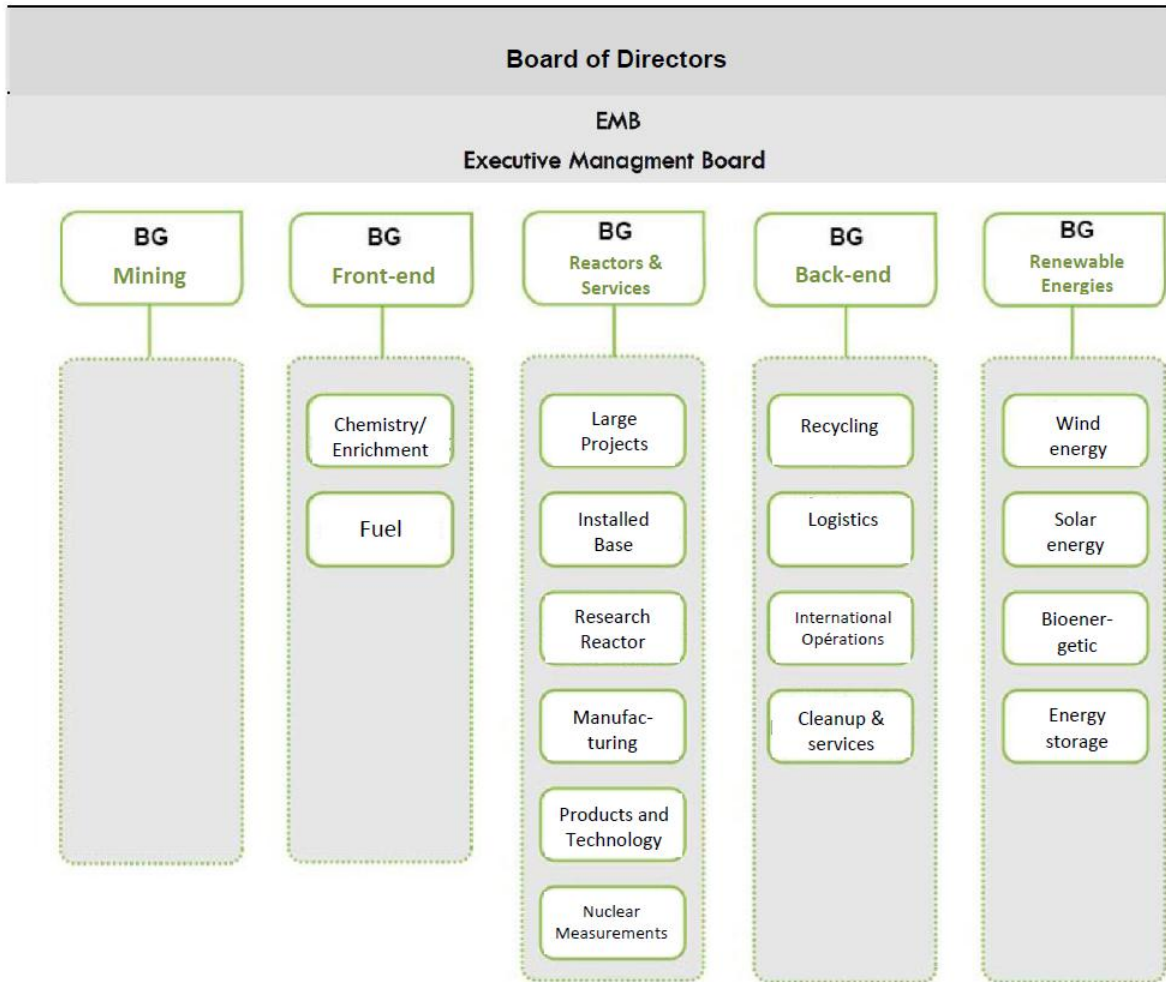 Board of Directors
EMB
Executive Managment Board
BG
Mining
BG
Front-end
Chemistry/
Enrichment
Fuel
BG
Reactors &
Services
Large
Projects
Installed
Base
Research
Reactor
Manufac-
turing
Products and
Technology
Nuclear
Measurements
BG
Back-end
Recycling
Logistics
International
Opérations
Cleanup &
services
BG
Renewable
Energies
Wind
energy
Solar
energy
Bioener-
getic
Energy
storage